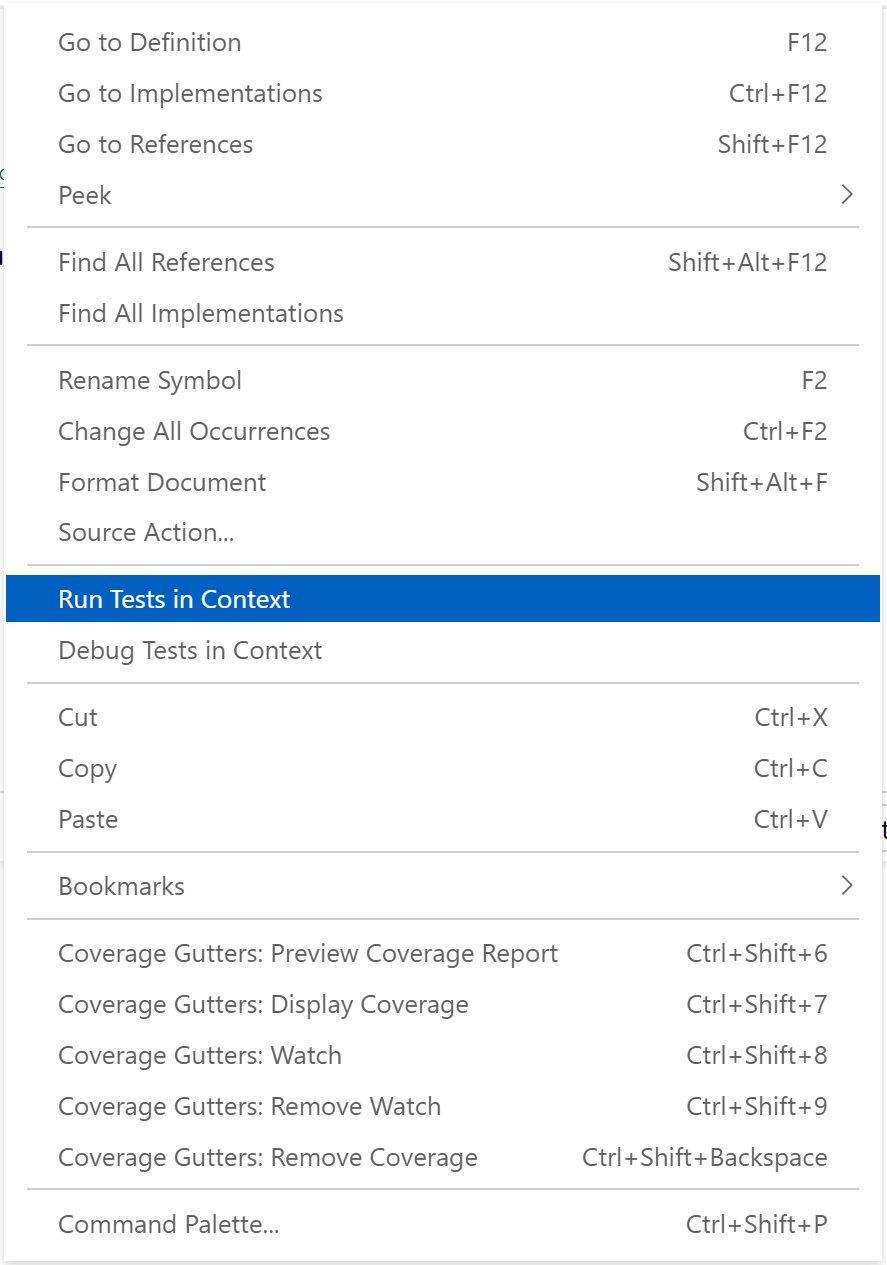 Go to Definition F12
Go to Implementations Ctrl+F12
Go to References Shift+F12
Peek
Find All References Shift+Alt+F12
Find All Implementations
Rename Symbol F2
Change All Occurrences Ctrl+F2
Format Document Shift+Alt+F
Source Action...
Run Tests in Context
Debug Tests in Context
Cut Ctrl+X
Copy Ctrl+C
Paste Ctrl+V
Bookmarks
Coverage Gutters: Preview Coverage Report Ctrl+Shift+6
Coverage Gutters: Display Coverage Ctrl+Shift+7
Coverage Gutters: Watch Ctrl+Shift+8
Coverage Gutters: Remove Watch Ctrl+Shift+9
Coverage Gutters: Remove Coverage Ctrl+Shift+Backspace
Command Palette... Ctrl+Shift+P